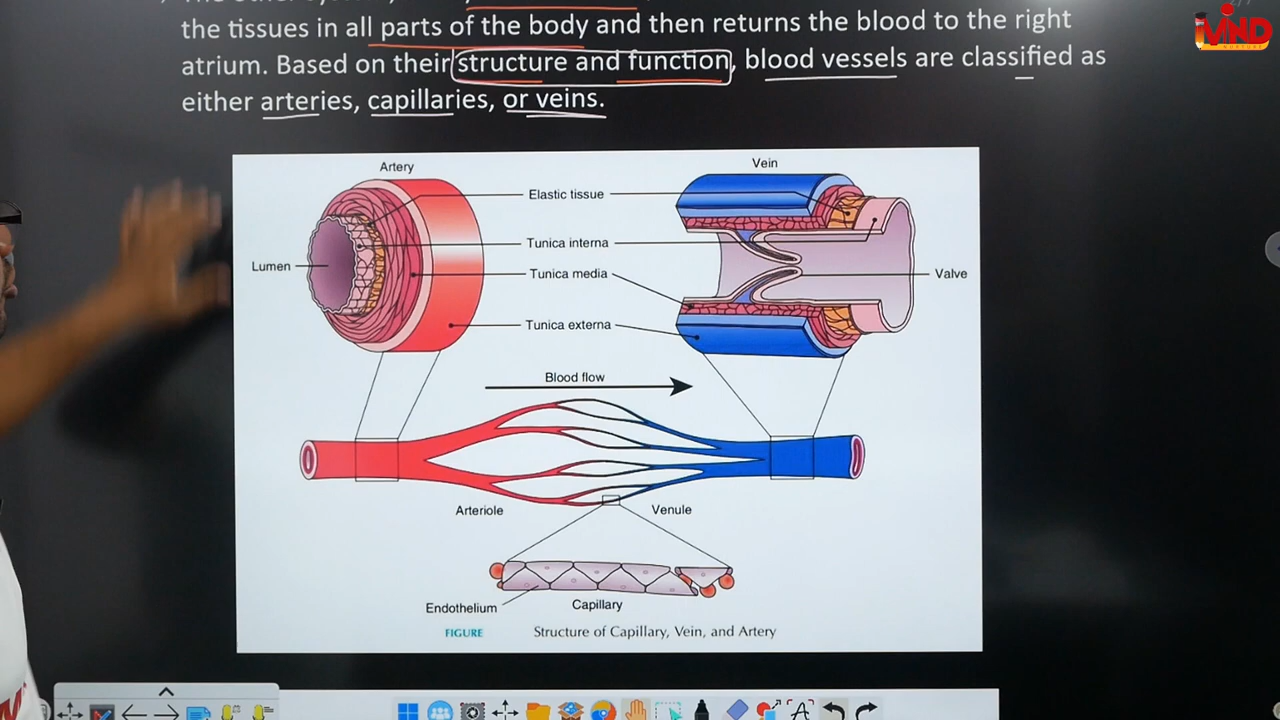 the tissues in all parts of the body and then returns the blood to the right
atrium. Based on their structure and function, blood vessels are classified as
either arteries, capillaries, or veins.
Artery
Vein
Elastic tissue
Tunica interna
Lumen
Tunica media
Valve
Tunica externa
Blood flow
Arteriole
Venule
Endothelium
Capillary
FIGURE Structure of Capillary, Vein, and Artery
MIND
NURTURE